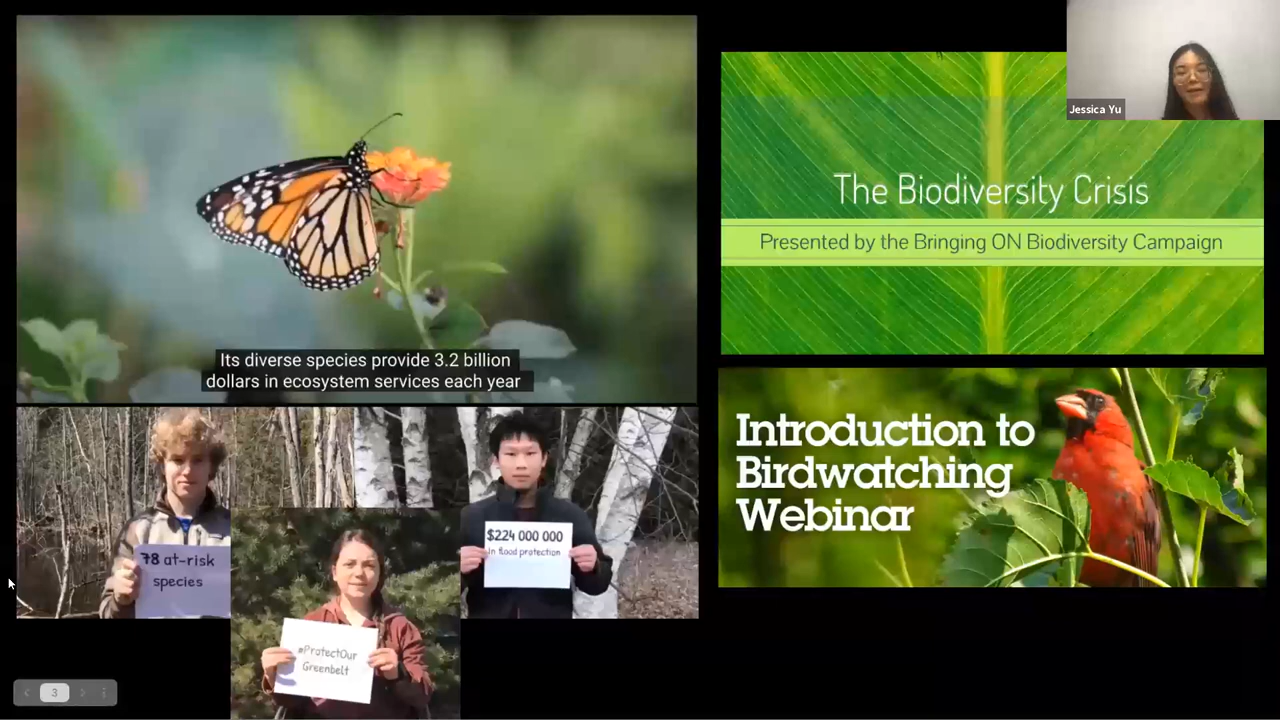 Its diverse species provide 3.2 billion
dollars in ecosystem services each year
78 at-risk
species
#ProtectOur
Greenbelt
$224 000 000
in flood protection
Jessica Yu
The Biodiversity Crisis
Presented by the Bringing ON Biodiversity Campaign
Introduction to
Birdwatching
Webinar
3